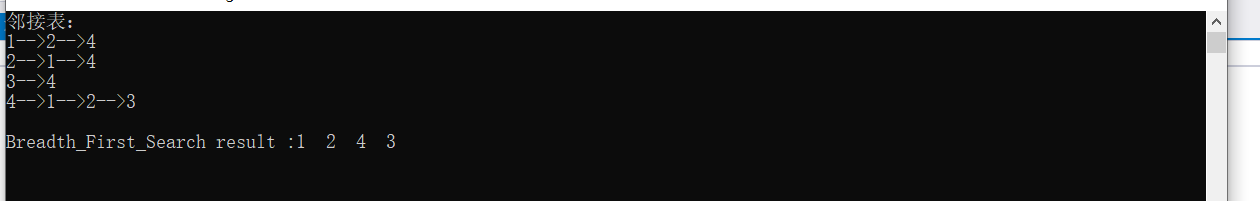 邻接表：
1-->2-->4
2-->1-->4
3-->4
4-->1-->2-->3
Breadth_First_Search result :1  2  4  3